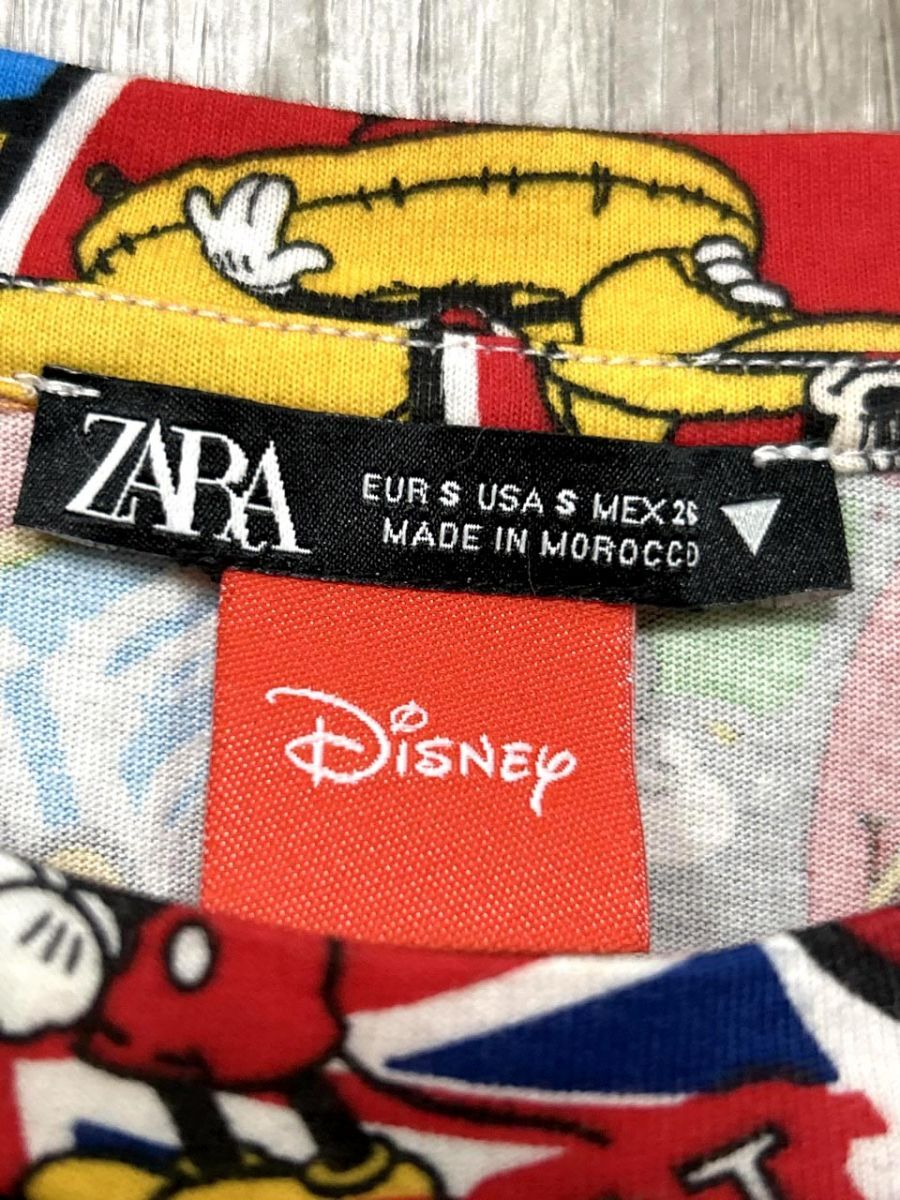 ZARA
EUR S USA S MEX 26
MADE IN MOROCCO
Disney